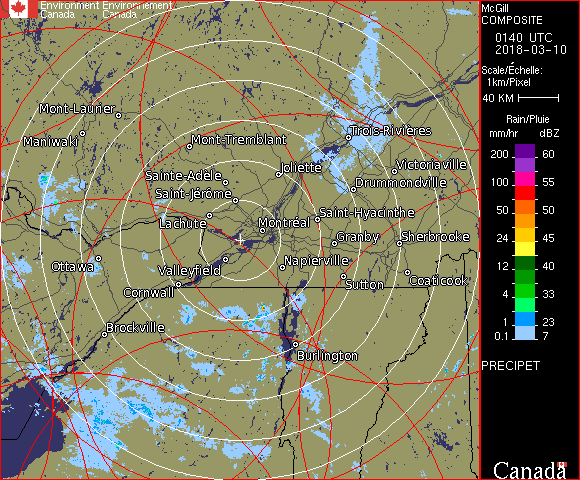 Environment Environnement
Canada Canada
McGill
COMPOSITE
0140 UTC
2018-03-10
Scale/Échelle:
1km/Pixel
40 KM
Rain/Pluie
mm/hr dBZ
200 60
150 57
100 55
50 50
24 45
12 40
4 33
1 23
0.1 7
PRECIPET
Canada
Mont-Laurier
Maniwaki
Mont-Tremblant
Trois-Rivières
Sainte-Adèle
Joliette
Victoriaville
Saint-Jérôme
Drummondville
Lachute
Montréal
Saint-Hyacinthe
Granby
Sherbrooke
Ottawa
Valleyfield
Napierville
Cornwall
Sutton
Coaticook
Brockville
Burlington